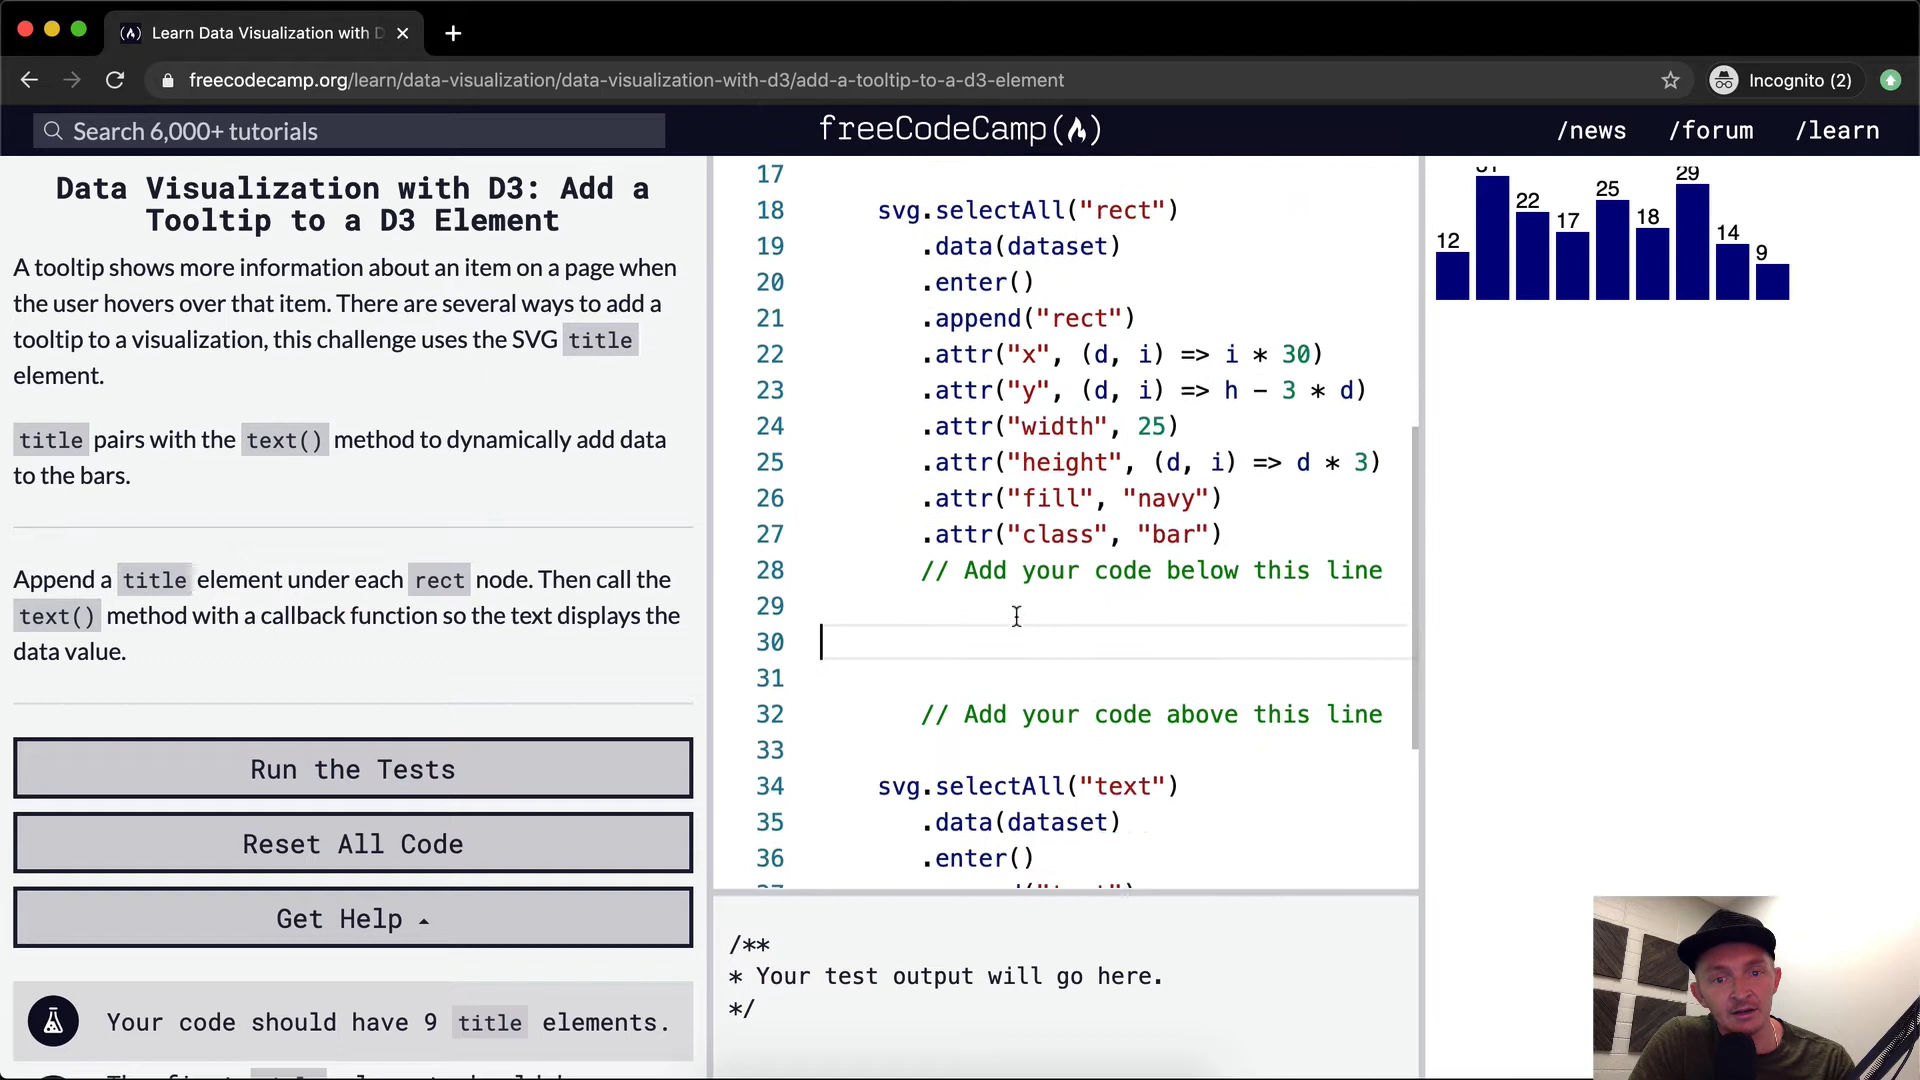 Learn Data Visualization with D
freecodecamp.org/learn/data-visualization/data-visualization-with-d3/add-a-tooltip-to-a-d3-element
Incognito (2)
Search 6,000+ tutorials
freeCodeCamp
/news
/forum
/learn
Data Visualization with D3: Add a
Tooltip to a D3 Element
A tooltip shows more information about an item on a page when
the user hovers over that item. There are several ways to add a
tooltip to a visualization, this challenge uses the SVG title
element.
title pairs with the text() method to dynamically add data
to the bars.
Append a title element under each rect node. Then call the
text() method with a callback function so the text displays the
data value.
Run the Tests
Reset All Code
Get Help
Your code should have 9 title elements.
17
18 svg.selectAll("rect")
19 .data(dataset)
20 .enter()
21 .append("rect")
22 .attr("x", (d, i) => i * 30)
23 .attr("y", (d, i) => h - 3 * d)
24 .attr("width", 25)
25 .attr("height", (d, i) => d * 3)
26 .attr("fill", "navy")
27 .attr("class", "bar")
28 // Add your code below this line
29
30
31
32 // Add your code above this line
33
34 svg.selectAll("text")
35 .data(dataset)
36 .enter()
/**
* Your test output will go here.
*/
12
22
17
25
18
29
14
9